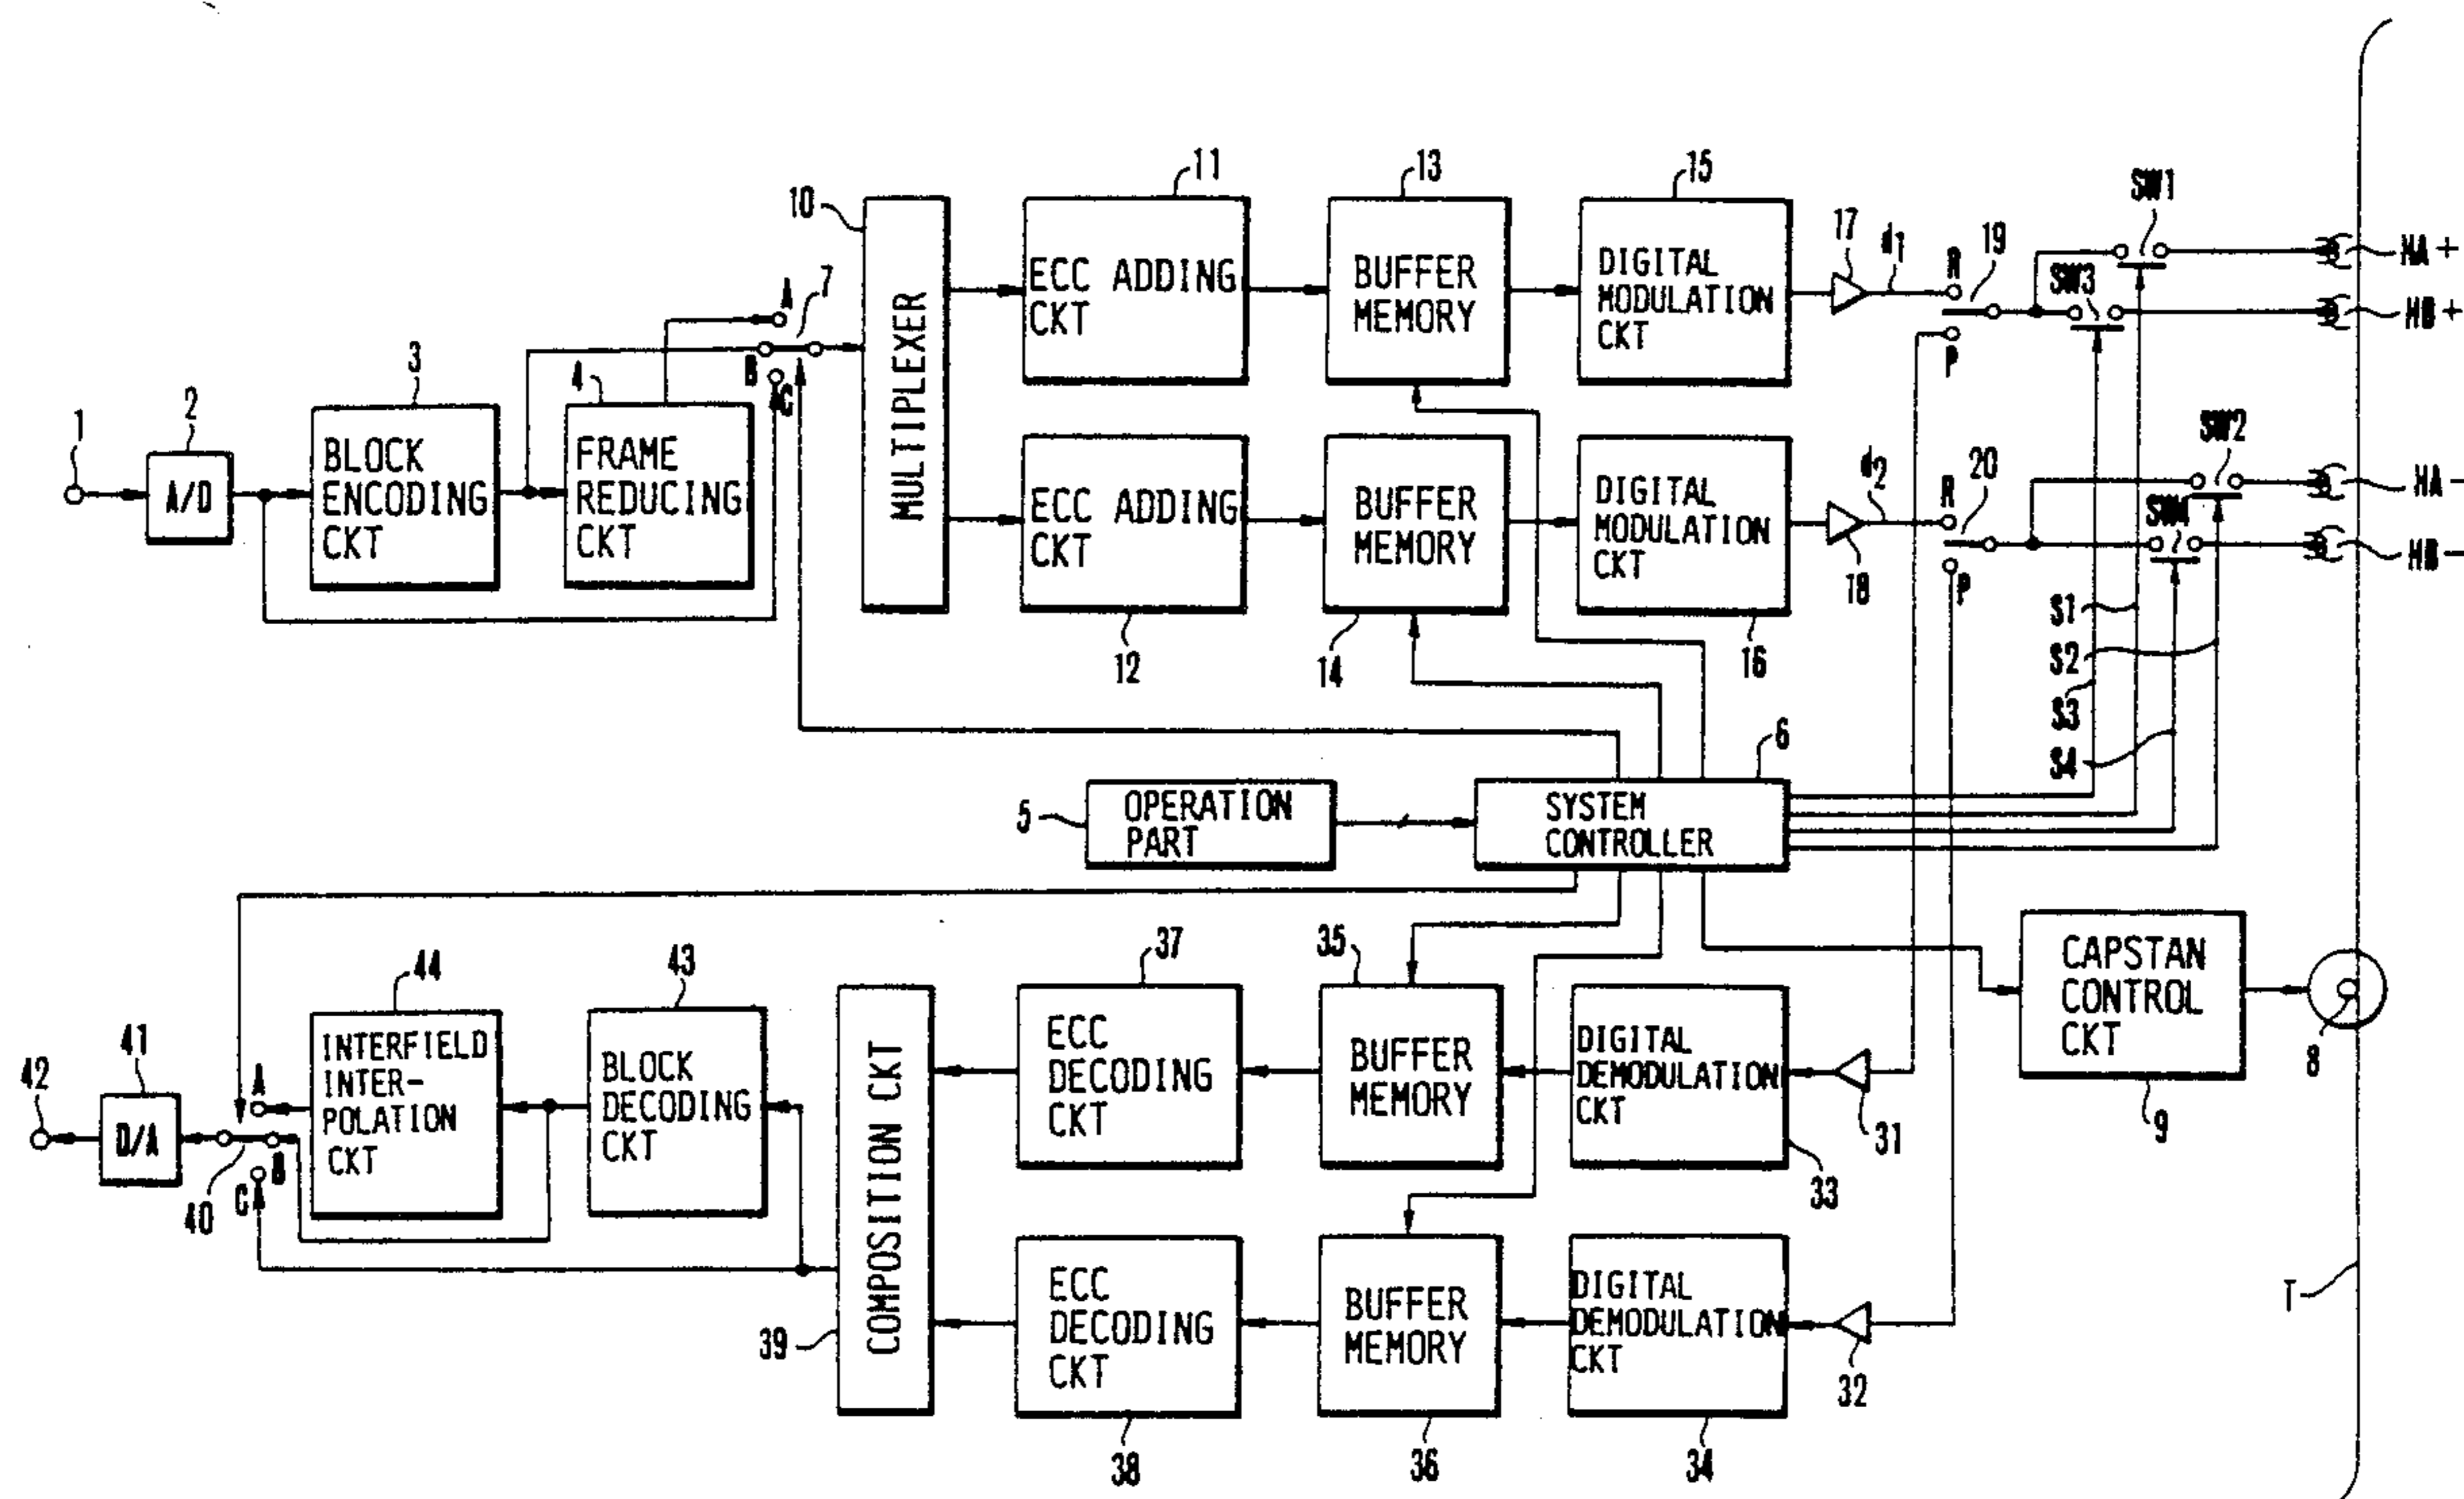 11
13
15
10
17
ɸ1
R
19
SW1
HA+
A
7
ECC ADDING
CKT
BUFFER
MEMORY
DIGITAL
MODULATION
CKT
SW3
HB+
P
B
C
MULTIPLEXER
1
2
3
4
A/D
BLOCK
ENCODING
CKT
FRAME
REDUCING
CKT
ECC ADDING
CKT
BUFFER
MEMORY
DIGITAL
MODULATION
CKT
ɸ2
R
20
SW2
HA−
SW4
HB−
18
P
12
14
16
S1
S2
S3
S4
6
5
OPERATION
PART
SYSTEM
CONTROLLER
44
43
37
35
CAPSTAN
CONTROL
CKT
8
9
42
41
D/A
A
B
C
40
INTERFIELD
INTER-
POLATION
CKT
BLOCK
DECODING
CKT
COMPOSITION CKT
39
ECC
DECODING
CKT
BUFFER
MEMORY
DIGITAL
DEMODULATION
CKT
31
33
ECC
DECODING
CKT
BUFFER
MEMORY
DIGITAL
DEMODULATION
CKT
32
T
38
36
34